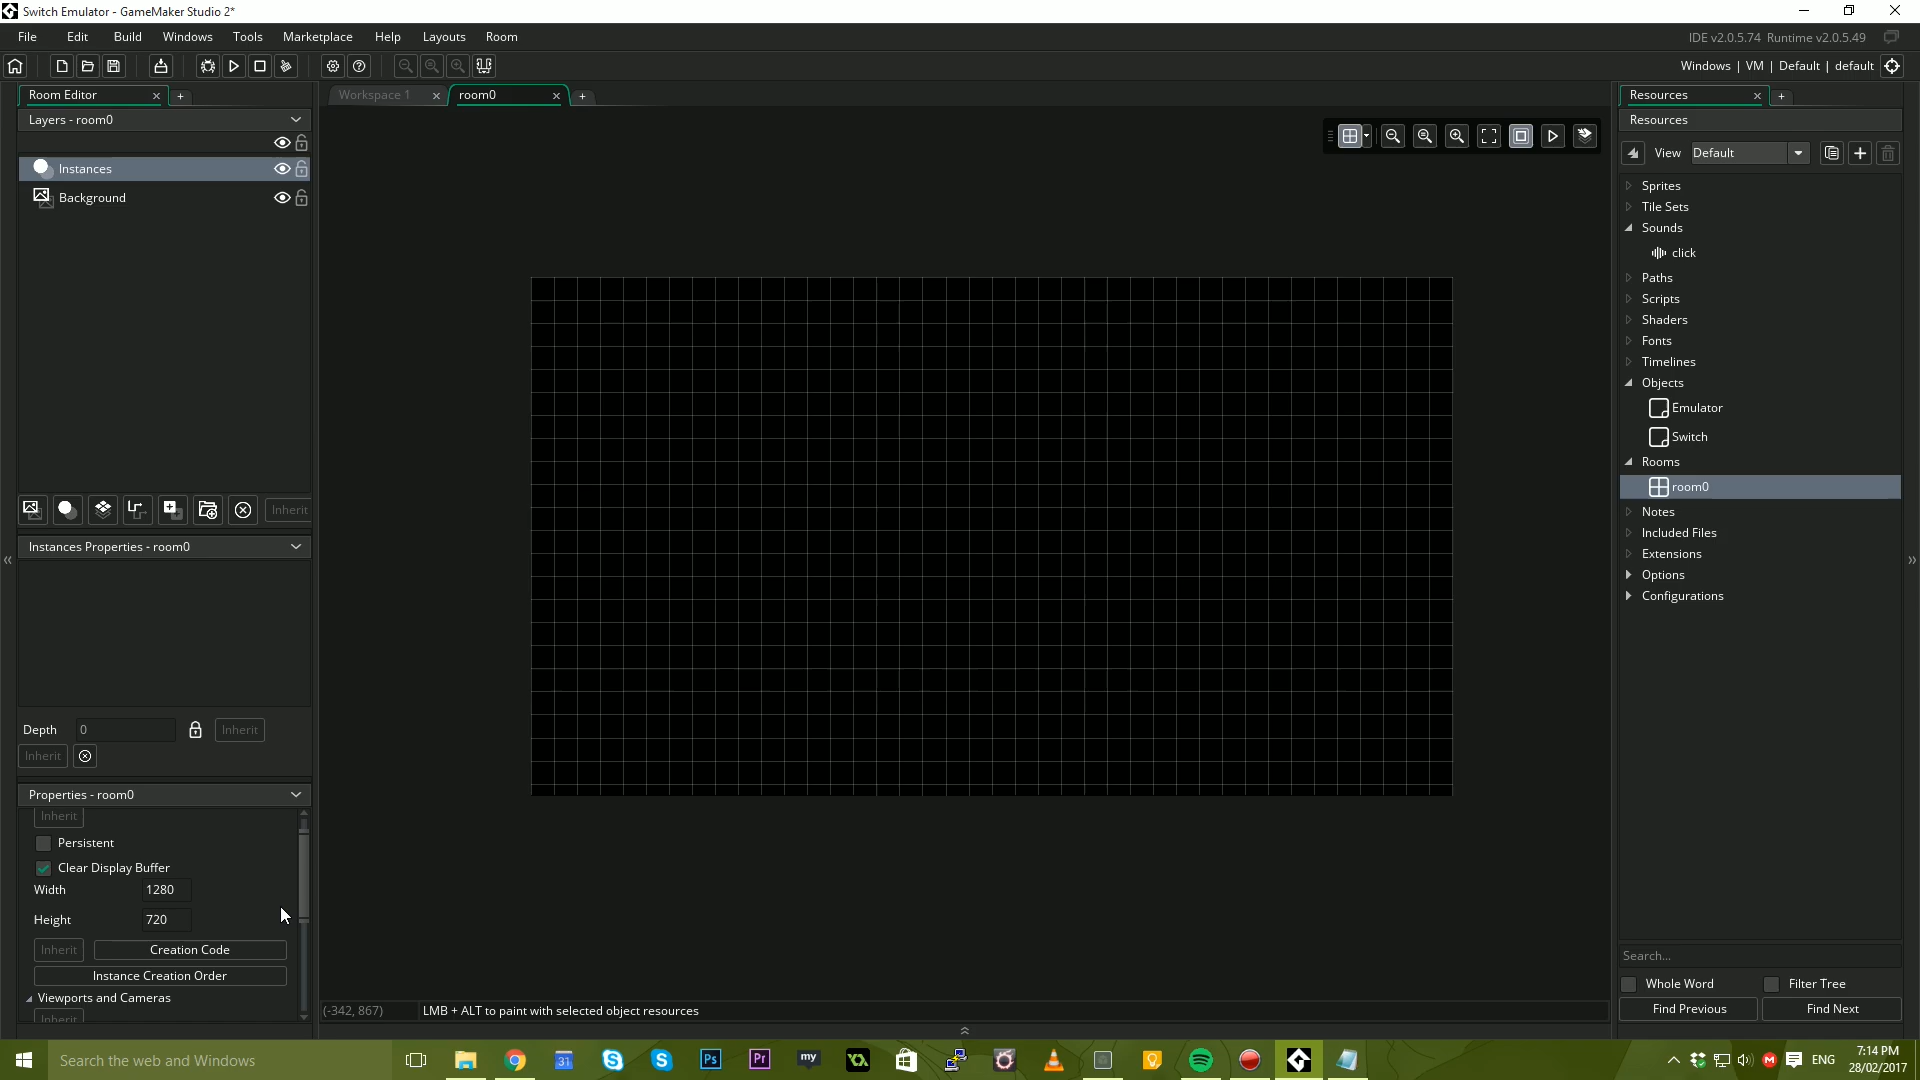 Switch Emulator - GameMaker Studio 2*
File Edit Build Windows Tools Marketplace Help Layouts Room
IDE v2.0.5.74 Runtime v2.0.5.49
Windows | VM | Default | default
Room Editor
Workspace 1
room0
Resources
Layers - room0
Resources
View Default
Instances
Background
Sprites
Tile Sets
Sounds
click
Paths
Scripts
Shaders
Fonts
Timelines
Objects
Emulator
Switch
Rooms
room0
Notes
Included Files
Extensions
Options
Configurations
Inherit
Instances Properties - room0
Depth 0 Inherit
Inherit
Properties - room0
Inherit
Persistent
Clear Display Buffer
Width 1280
Height 720
Inherit Creation Code
Instance Creation Order
Viewports and Cameras
Inherit
(-342, 867) LMB + ALT to paint with selected object resources
Search...
Whole Word Filter Tree
Find Previous Find Next
Search the web and Windows
31
Ps
Pr
my
ENG
7:14 PM
28/02/2017